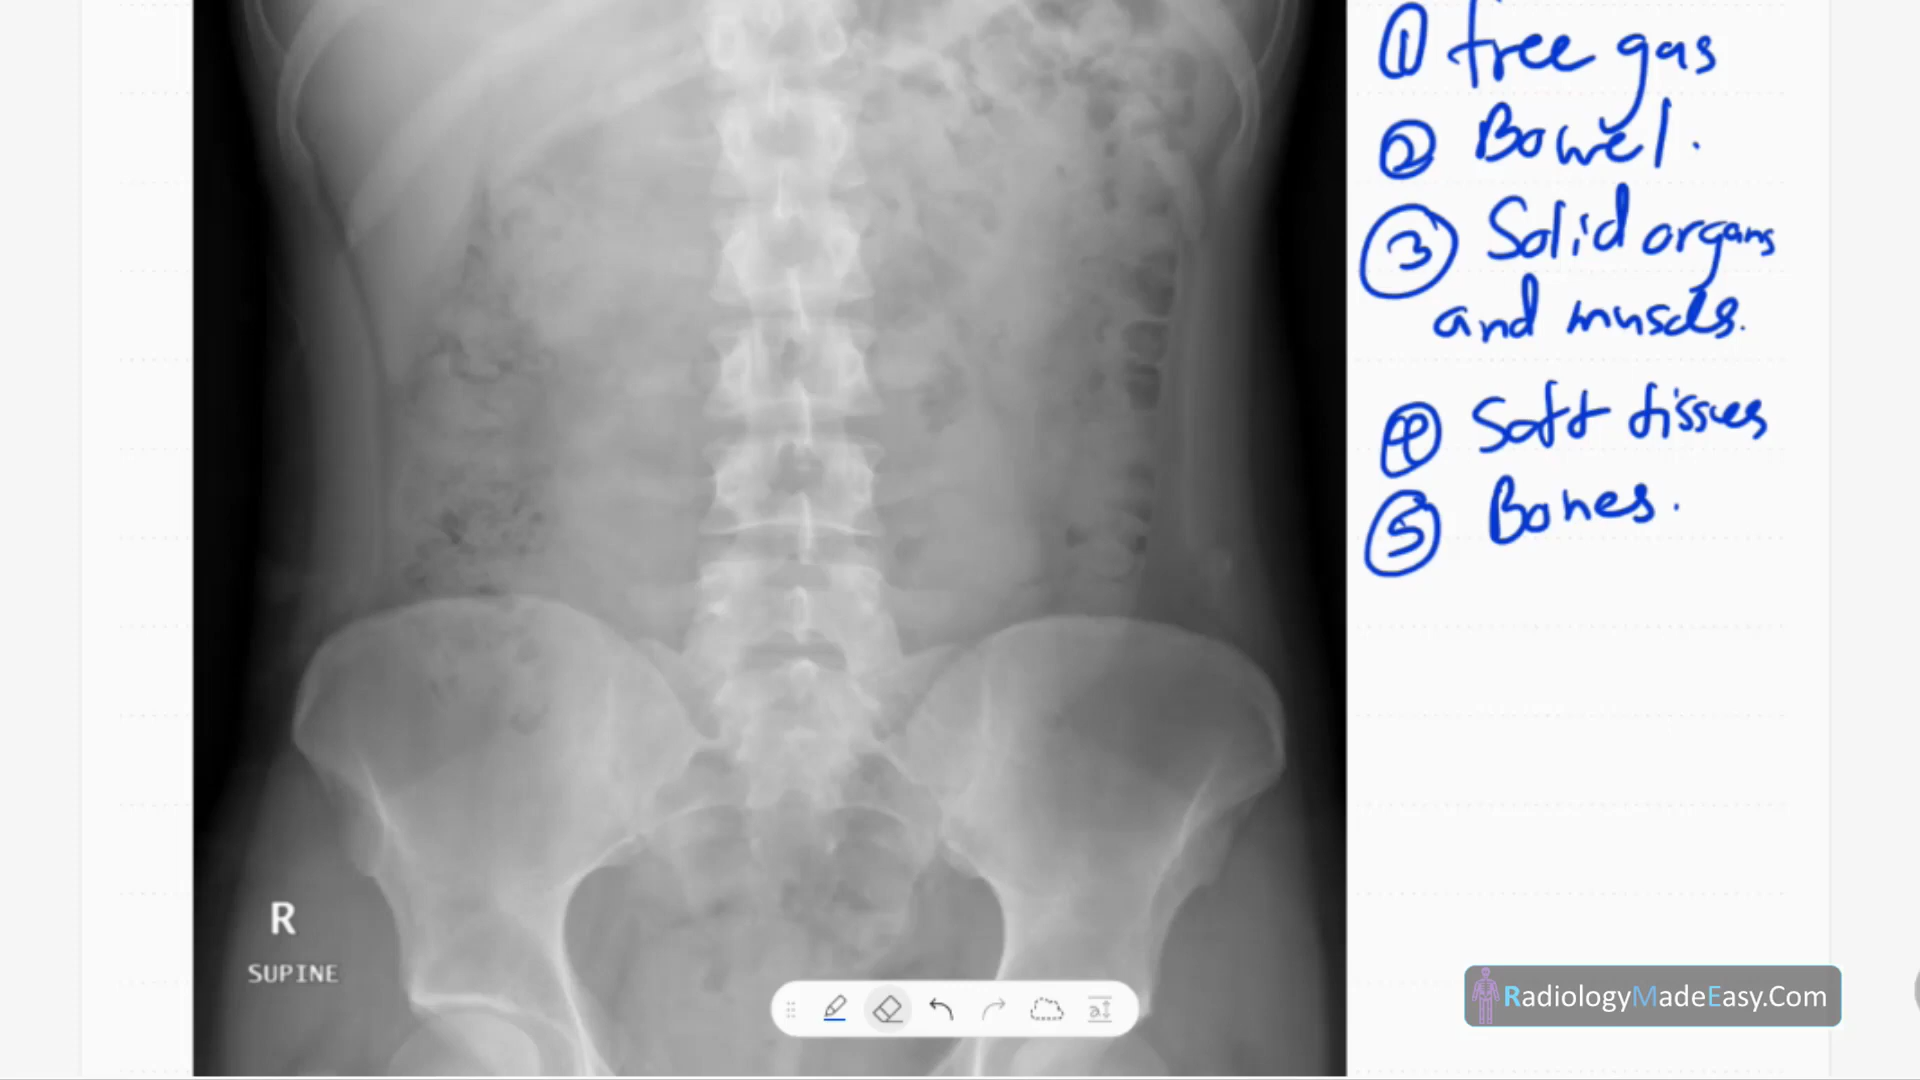 ① free gas
② Bowel.
③ Solid organs
and muscles.
④ Soft tissues
⑤ Bones.
R
SUPINE
RadiologyMadeEasy.Com